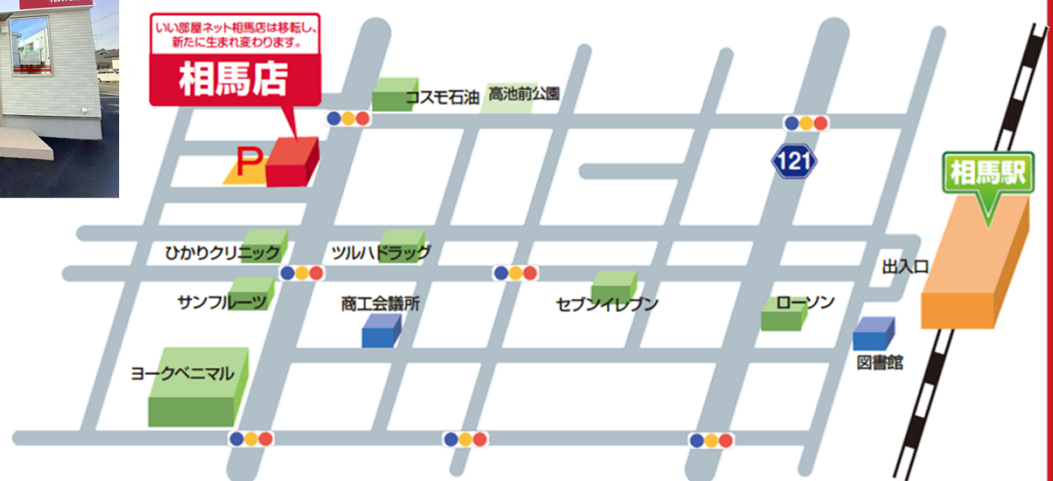 いい部屋ネット相馬店は移転し、
新たに生まれ変わります。
相馬店
コスモ石油
高池前公園
P
121
相馬駅
ひかりクリニック
ツルハドラッグ
出入口
サンフルーツ
商工会議所
セブンイレブン
ローソン
図書館
ヨークベニマル